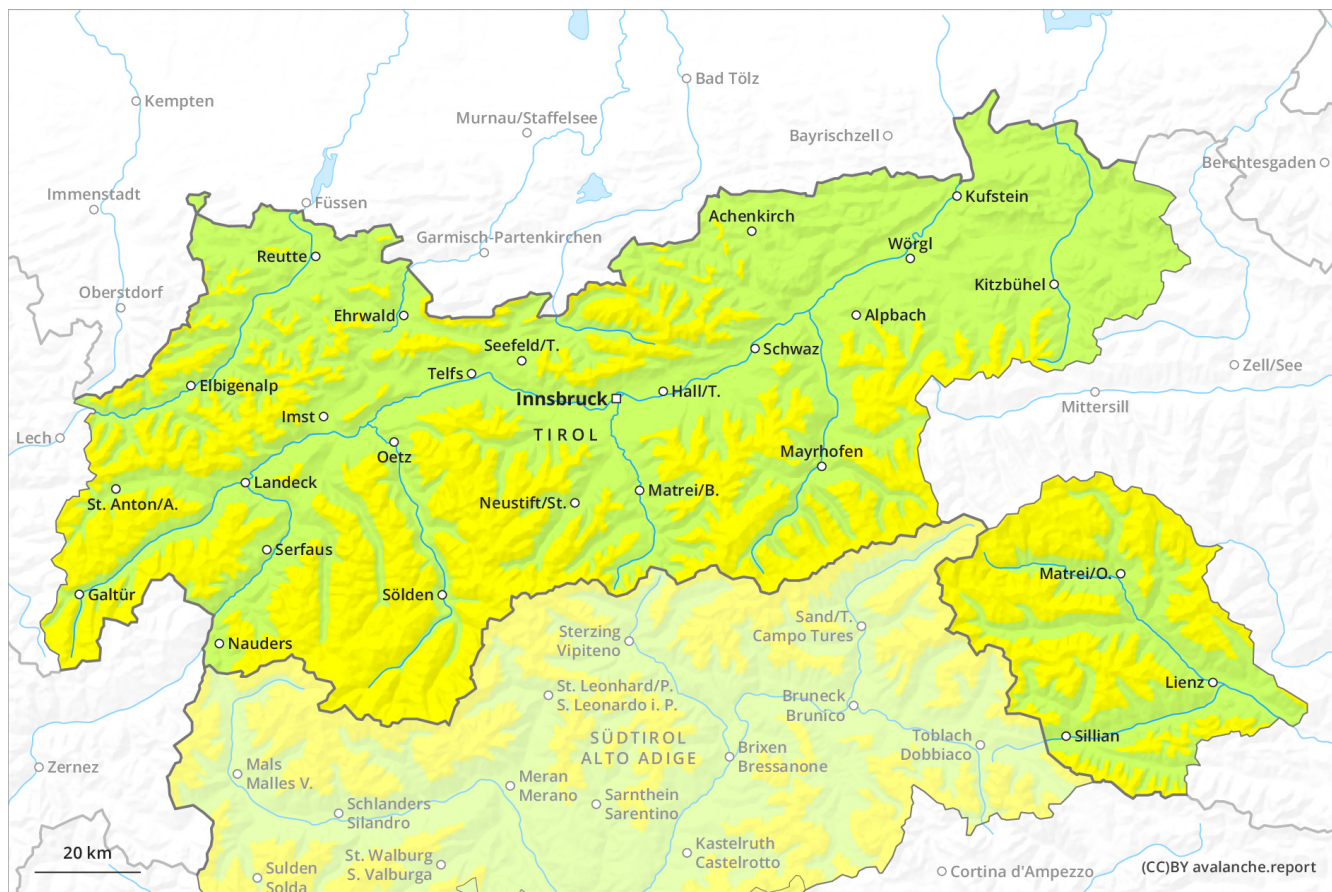 Bad Tölz
Kempten
Murnau/Staffelsee
Bayrischzell
Berchtesgaden
Immenstadt
Füssen
Kufstein
Achenkirch
Garmisch-Partenkirchen
Wörgl
Reutte
Kitzbühel
Oberstdorf
Ehrwald
Alpbach
Seefeld/T.
Schwaz
Zell/See
Telfs
Elbigenalp
Hall/T.
Innsbruck
Mittersill
Imst
TIROL
Lech
Oetz
Mayrhofen
Landeck
Matrei/B.
St. Anton/A.
Neustift/St.
Serfaus
Matrei/O.
Galtür
Sölden
Sand/T.
Campo Tures
Sterzing
Vipiteno
Nauders
Lienz
St. Leonhard/P.
S. Leonardo i. P.
Bruneck
Brunico
SÜDTIROL
ALTO ADIGE
Toblach
Dobbiaco
Sillian
Brixen
Bressanone
Zernez
Mals
Malles V.
Meran
Merano
Sarnthein
Sarentino
Schlanders
Silandro
Kastelruth
Castelrotto
20 km
St. Walburg
S. Valburga
Sulden
Solda
Cortina d'Ampezzo
(CC)BY avalanche.report